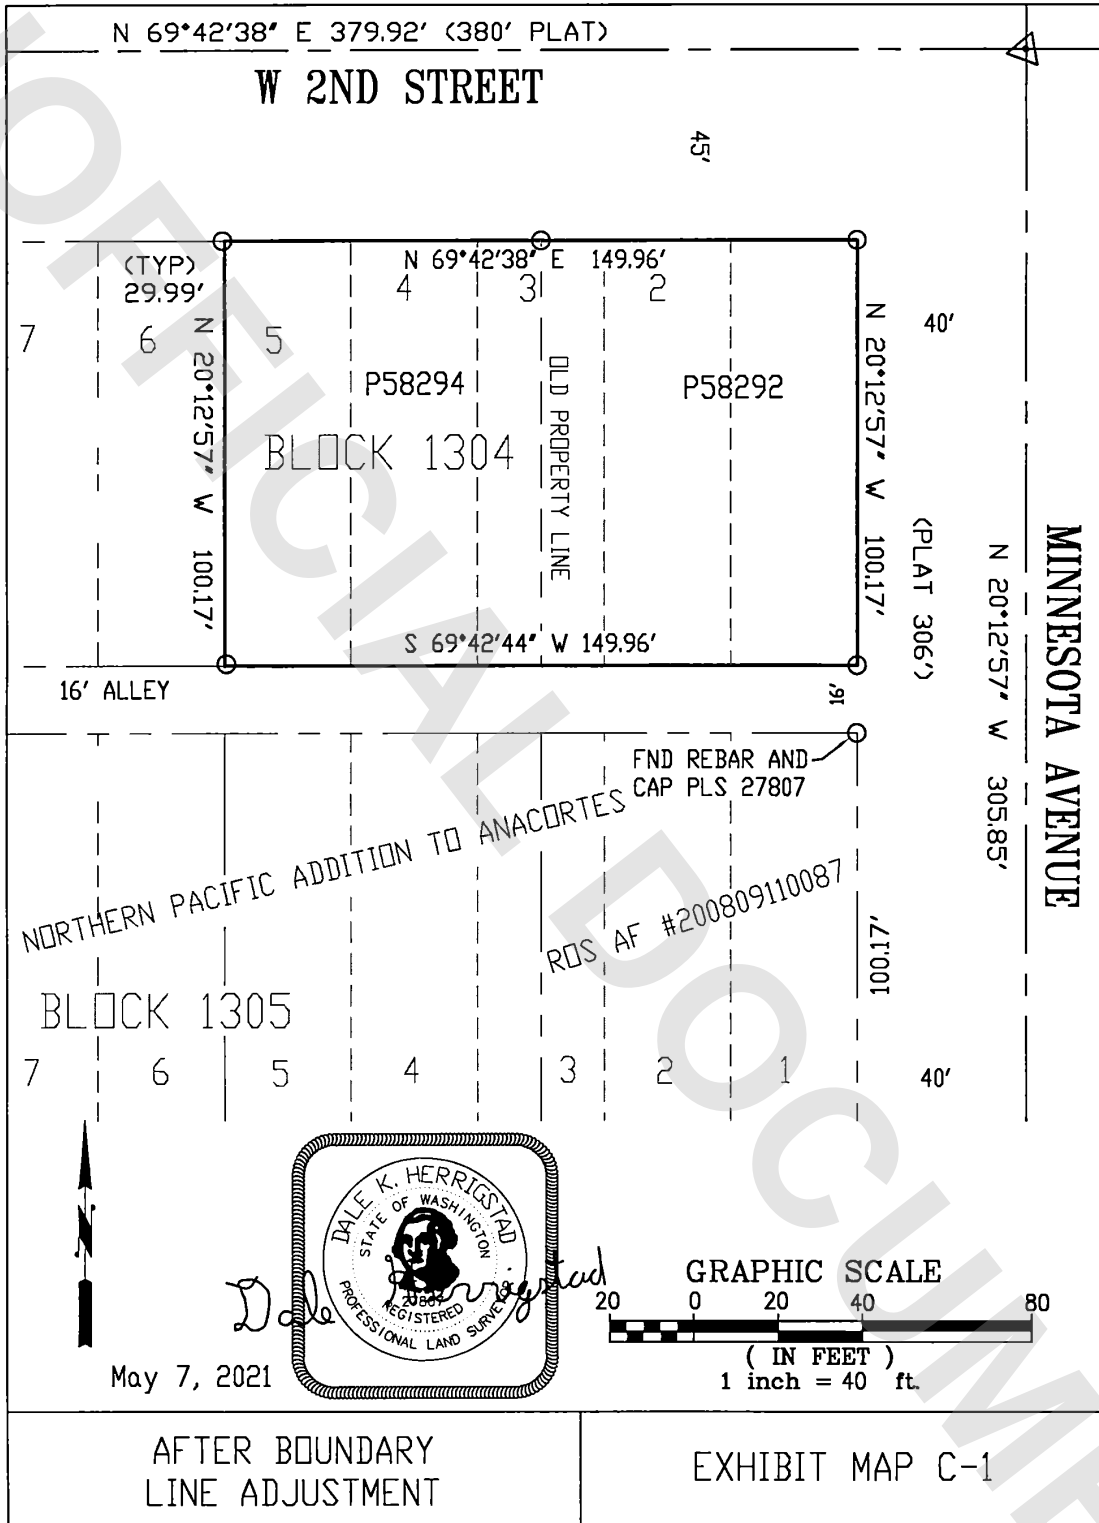 N 69°42'38" E 379.92' (380' PLAT)
W 2ND STREET
45'
(TYP)
29.99'
N 69°42'38" E 149.96'
4
3
2
7
6
5
40'
P58294
P58292
BLOCK 1304
OLD PROPERTY LINE
N 20°12'57" W 100.17'
N 20°12'57" W 100.17'
(PLAT 306')
N 20°12'57" W 305.85'
MINNESOTA AVENUE
S 69°42'44" W 149.96'
16' ALLEY
16'
FND REBAR AND
CAP PLS 27807
NORTHERN PACIFIC ADDITION TO ANACORTES
ROS AF #200809110087
100.17'
BLOCK 1305
7
6
5
4
3
2
1
40'
N
DALE K. HERRIGSTAD
STATE OF WASHINGTON
27807
REGISTERED
PROFESSIONAL LAND SURVEYOR
Dale Herrigstad
May 7, 2021
GRAPHIC SCALE
20 0 20 40 80
( IN FEET )
1 inch = 40 ft.
AFTER BOUNDARY
LINE ADJUSTMENT
EXHIBIT MAP C-1
UNOFFICIAL DOCUMENT